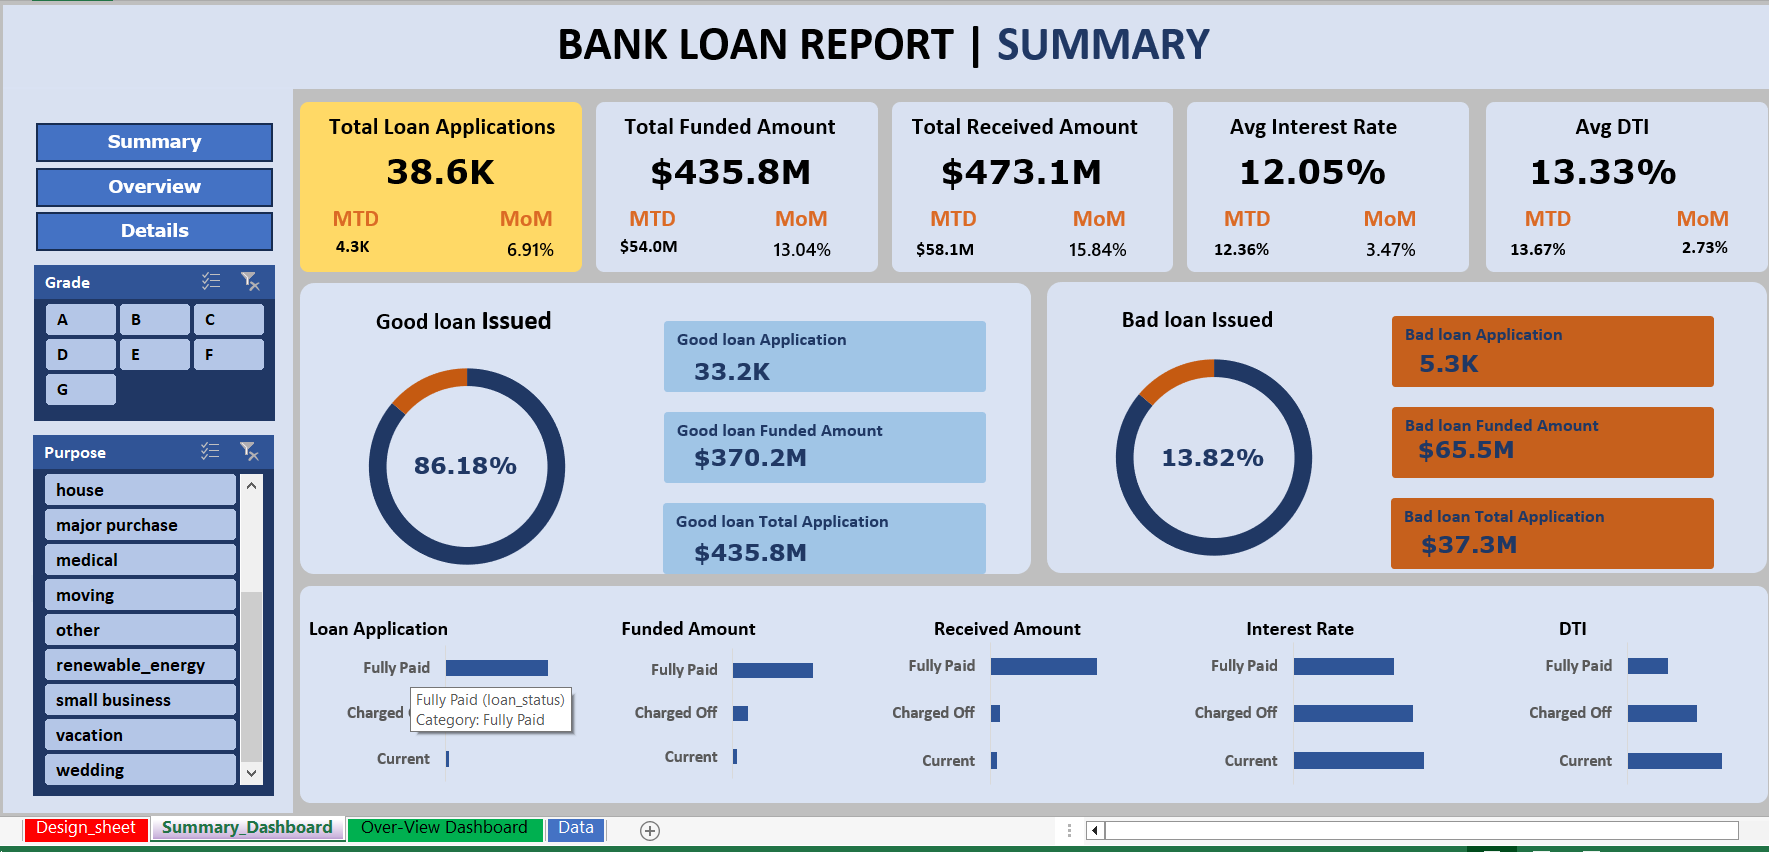 BANK LOAN REPORT | SUMMARY
Summary
Overview
Details
Grade
A B C
D E F
G
Purpose
house
major purchase
medical
moving
other
renewable_energy
small business
vacation
wedding
Total Loan Applications
38.6K
MTD MoM
4.3K 6.91%
Total Funded Amount
$435.8M
MTD MoM
$54.0M 13.04%
Total Received Amount
$473.1M
MTD MoM
$58.1M 15.84%
Avg Interest Rate
12.05%
MTD MoM
12.36% 3.47%
Avg DTI
13.33%
MTD MoM
13.67% 2.73%
Good loan Issued
86.18%
Good loan Application
33.2K
Good loan Funded Amount
$370.2M
Good loan Total Application
$435.8M
Bad loan Issued
13.82%
Bad loan Application
5.3K
Bad loan Funded Amount
$65.5M
Bad loan Total Application
$37.3M
Loan Application
Fully Paid
Charged
Current
Fully Paid (loan_status)
Category: Fully Paid
Funded Amount
Fully Paid
Charged Off
Current
Received Amount
Fully Paid
Charged Off
Current
Interest Rate
Fully Paid
Charged Off
Current
DTI
Fully Paid
Charged Off
Current
Design_sheet Summary_Dashboard Over-View Dashboard Data